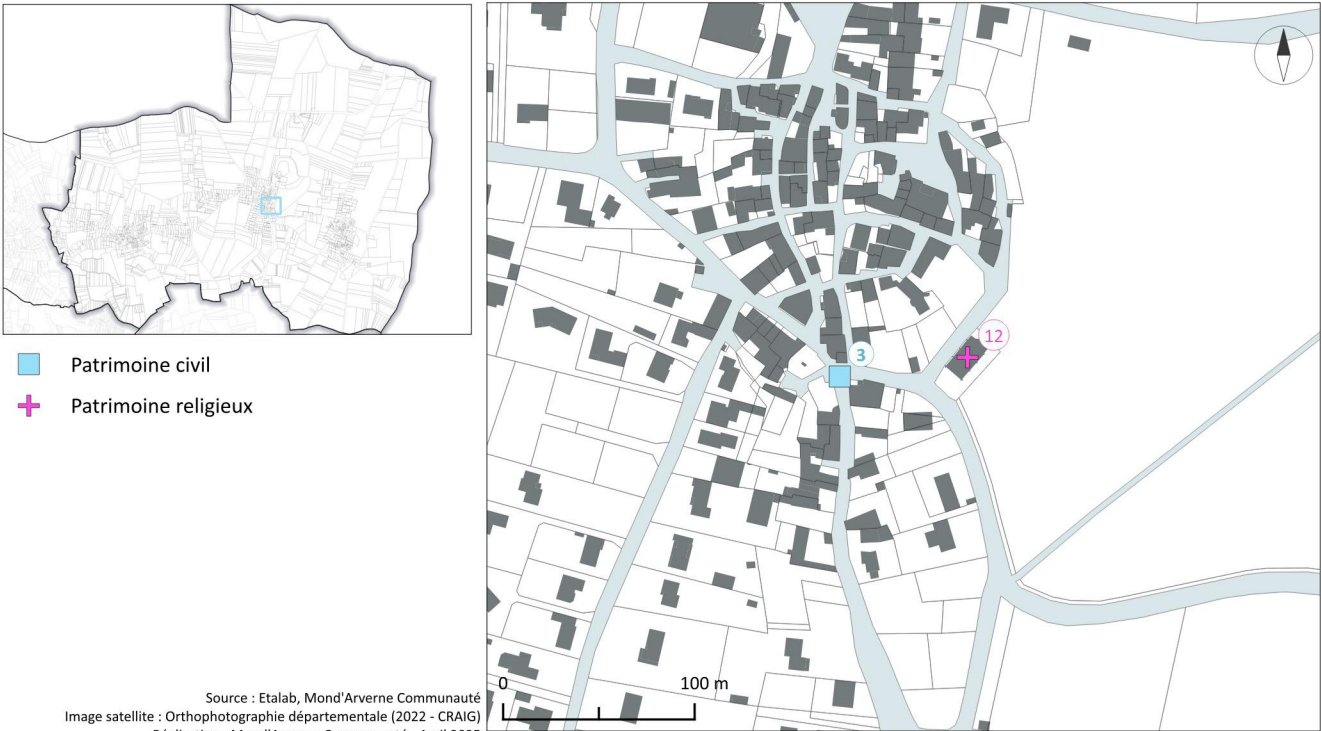 Patrimoine civil
Patrimoine religieux
Source : Etalab, Mond'Arverne Communauté
Image satellite : Orthophotographie départementale (2022 - CRAIG)
12
3
0 100 m